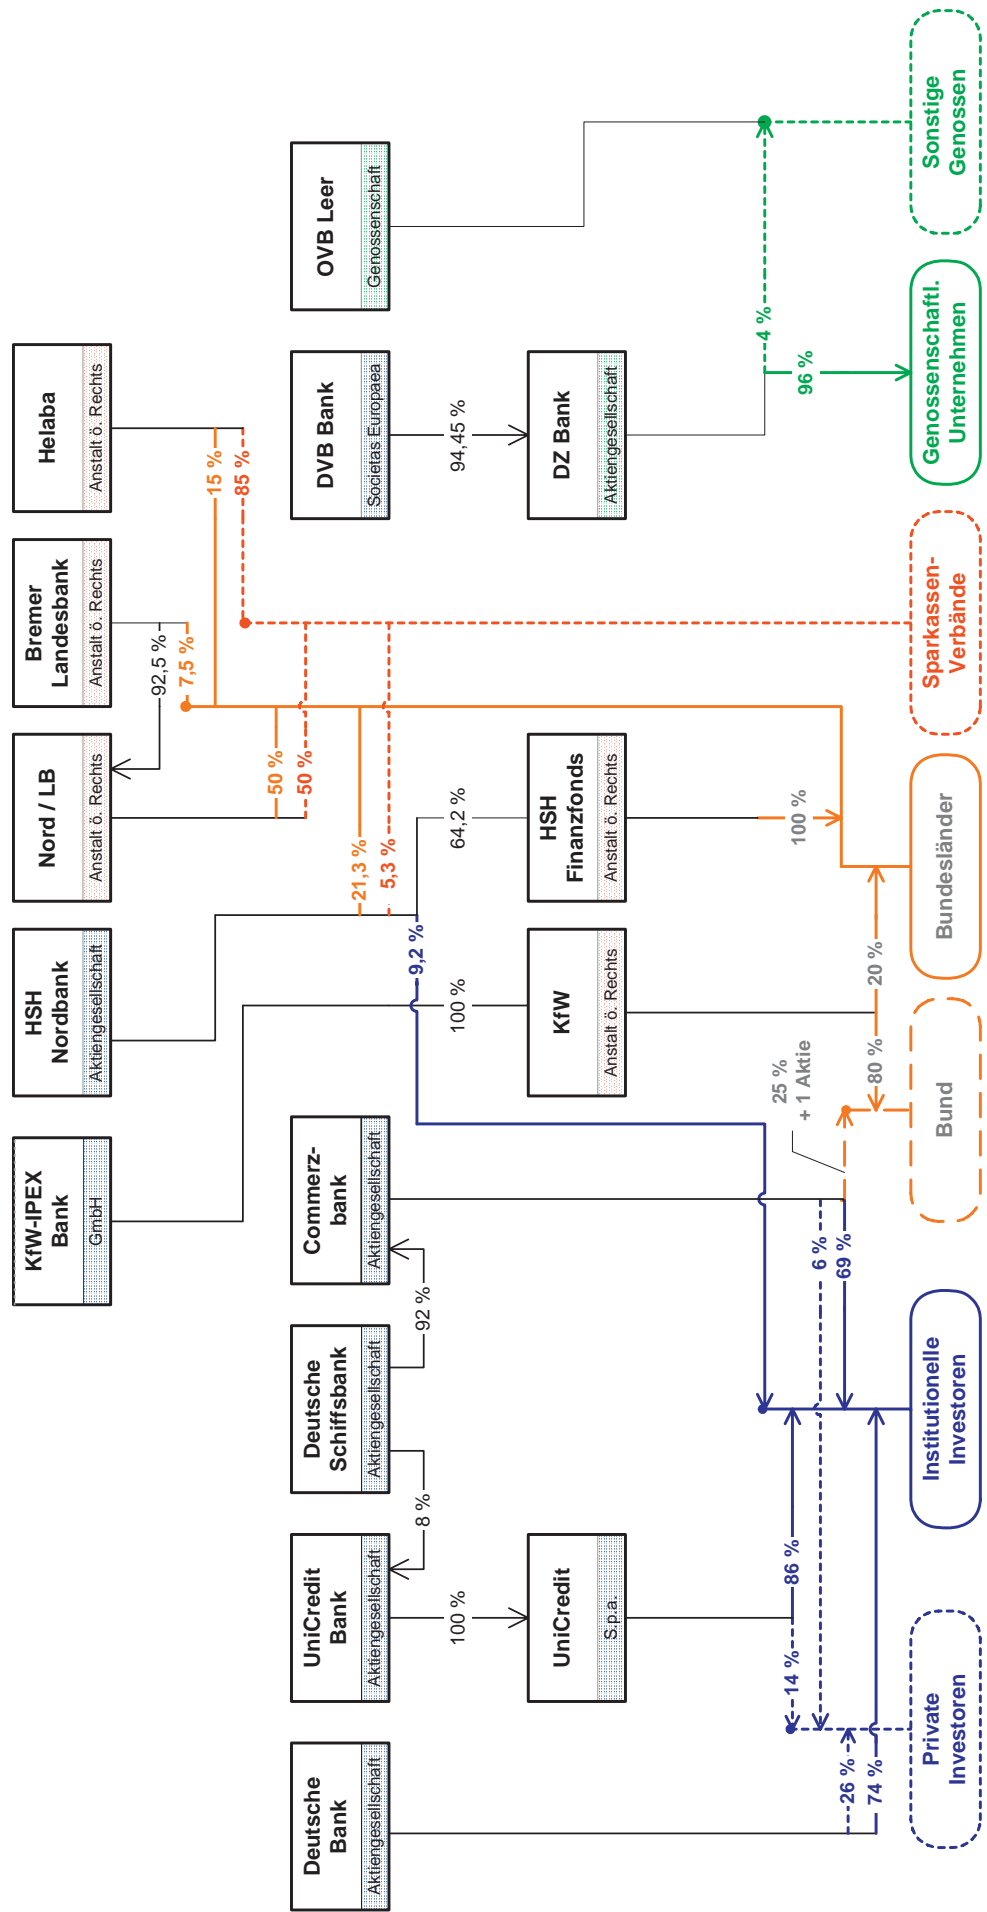 KfW-IPEX
Bank
GmbH
HSH
Nordbank
Aktiengesellschaft
Nord / LB
Anstalt ö. Rechts
Bremer
Landesbank
Anstalt ö. Rechts
Helaba
Anstalt ö. Rechts
92,5 %
7,5 %
15 %
85 %
50 %
50 %
21,3 %
5,3 %
Deutsche
Bank
Aktiengesellschaft
UniCredit
Bank
Aktiengesellschaft
Deutsche
Schiffsbank
Aktiengesellschaft
Commerz-
bank
Aktiengesellschaft
DVB Bank
Societas Europaea
OVB Leer
Genossenschaft
8 %
92 %
9,2 %
100 %
100 %
64,2 %
94,45 %
UniCredit
S.p.a.
KfW
Anstalt ö. Rechts
HSH
Finanzfonds
Anstalt ö. Rechts
DZ Bank
Aktiengesellschaft
14 %
86 %
6 %
69 %
26 %
74 %
25 %
+ 1 Aktie
80 %
20 %
100 %
4 %
96 %
Private
Investoren
Institutionelle
Investoren
Bund
Bundesländer
Sparkassen-
Verbände
Genossenschaftl.
Unternehmen
Sonstige
Genossen